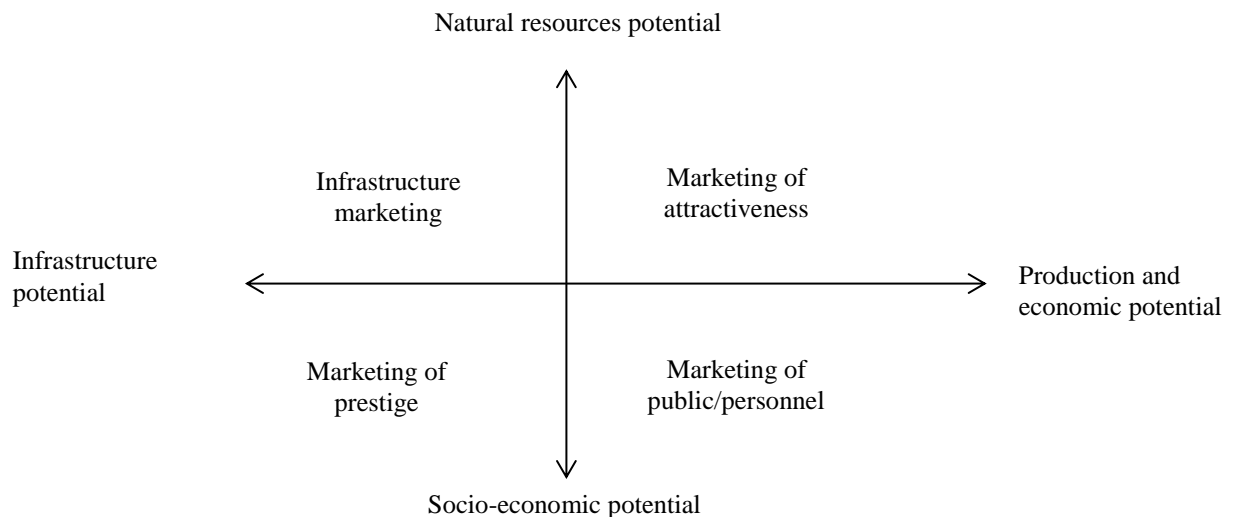 Natural resources potential
Infrastructure
marketing
Marketing of
attractiveness
Infrastructure
potential
Production and
economic potential
Marketing of
prestige
Marketing of
public/personnel
Socio-economic potential